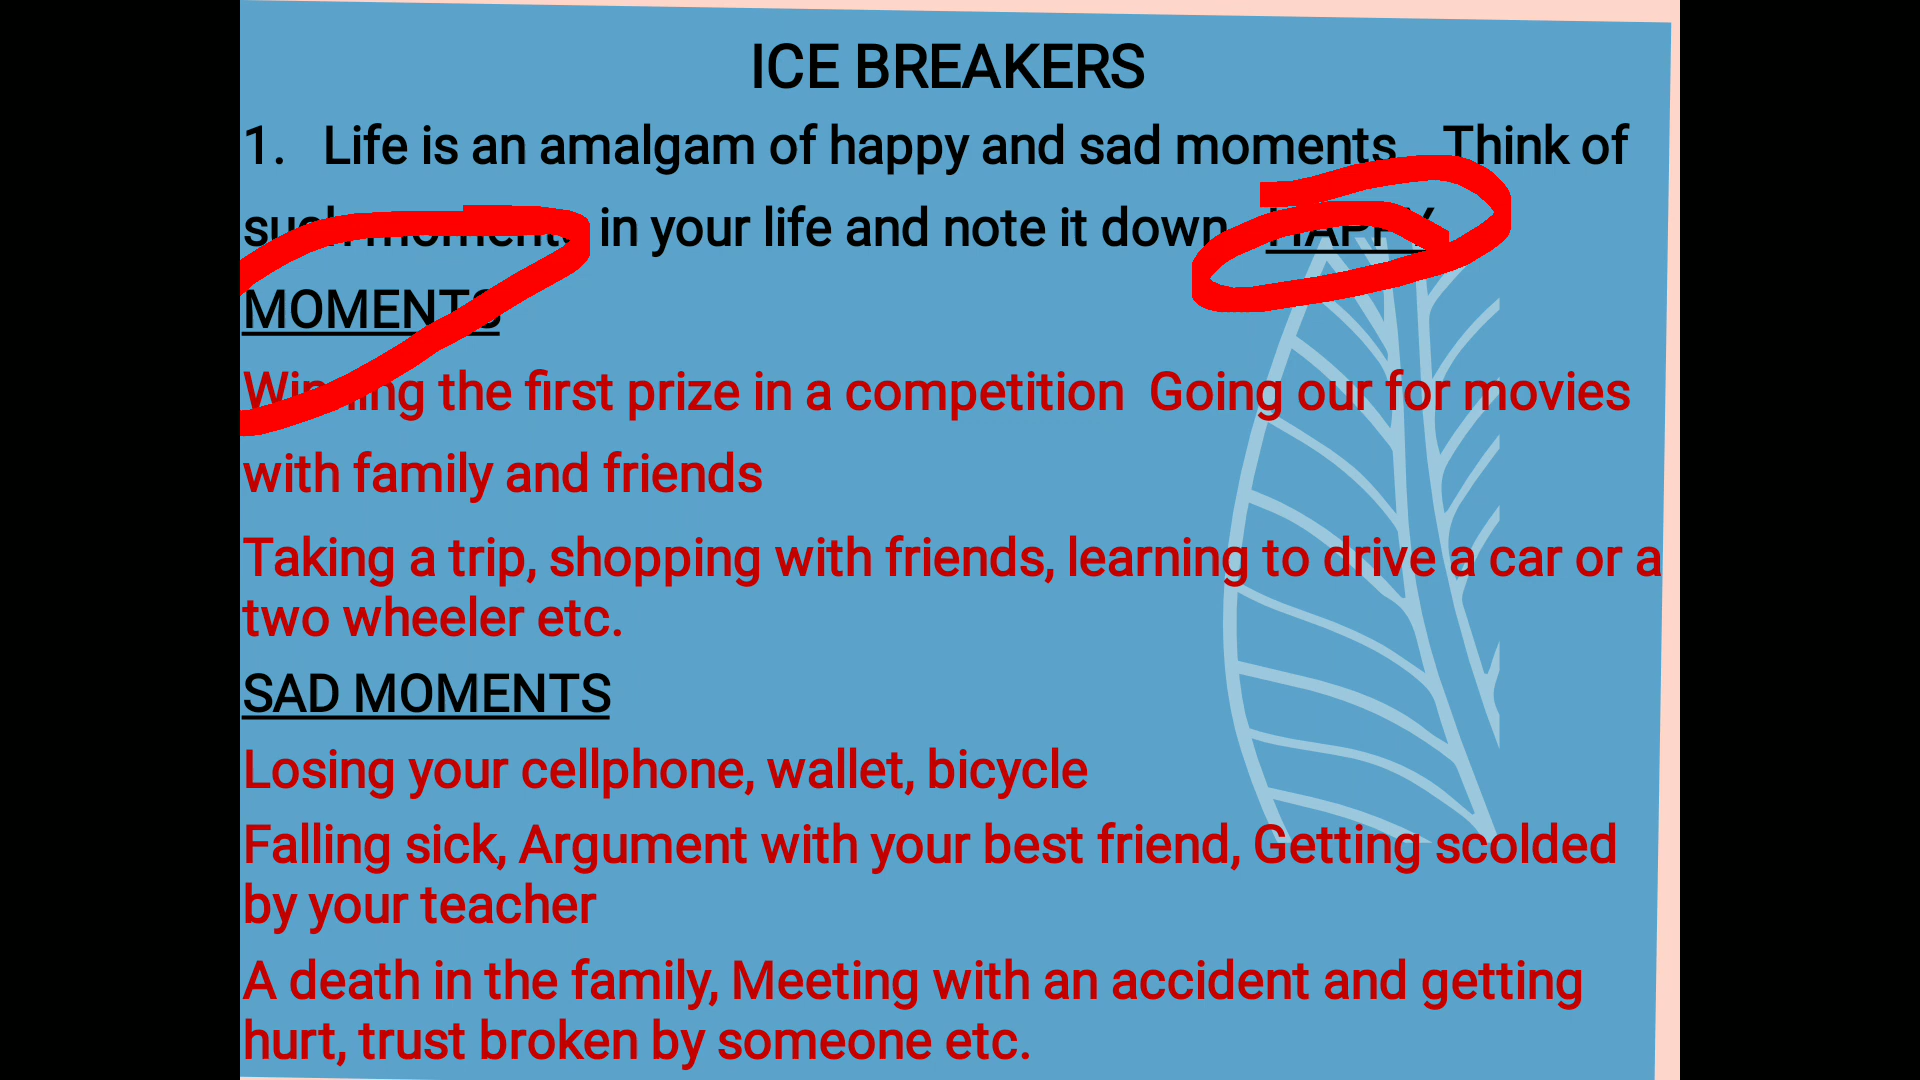 ICE BREAKERS
1. Life is an amalgam of happy and sad moments. Think of
such moments in your life and note it down. HAPPY
MOMENTS
Winning the first prize in a competition Going our for movies
with family and friends
Taking a trip, shopping with friends, learning to drive a car or a
two wheeler etc.
SAD MOMENTS
Losing your cellphone, wallet, bicycle
Falling sick, Argument with your best friend, Getting scolded
by your teacher
A death in the family, Meeting with an accident and getting
hurt, trust broken by someone etc.